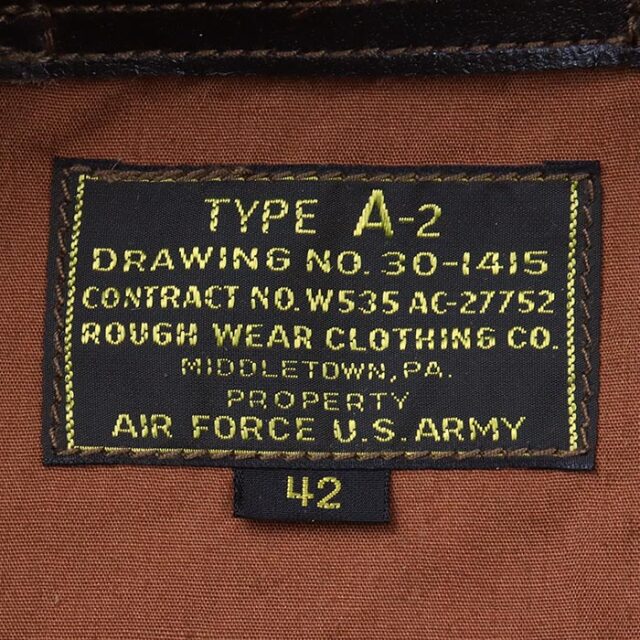 TYPE A-2
DRAWING NO. 30-1415
CONTRACT NO. W535 AC-27752
ROUGH WEAR CLOTHING CO.
MIDDLETOWN, PA.
PROPERTY
AIR FORCE U.S. ARMY
42